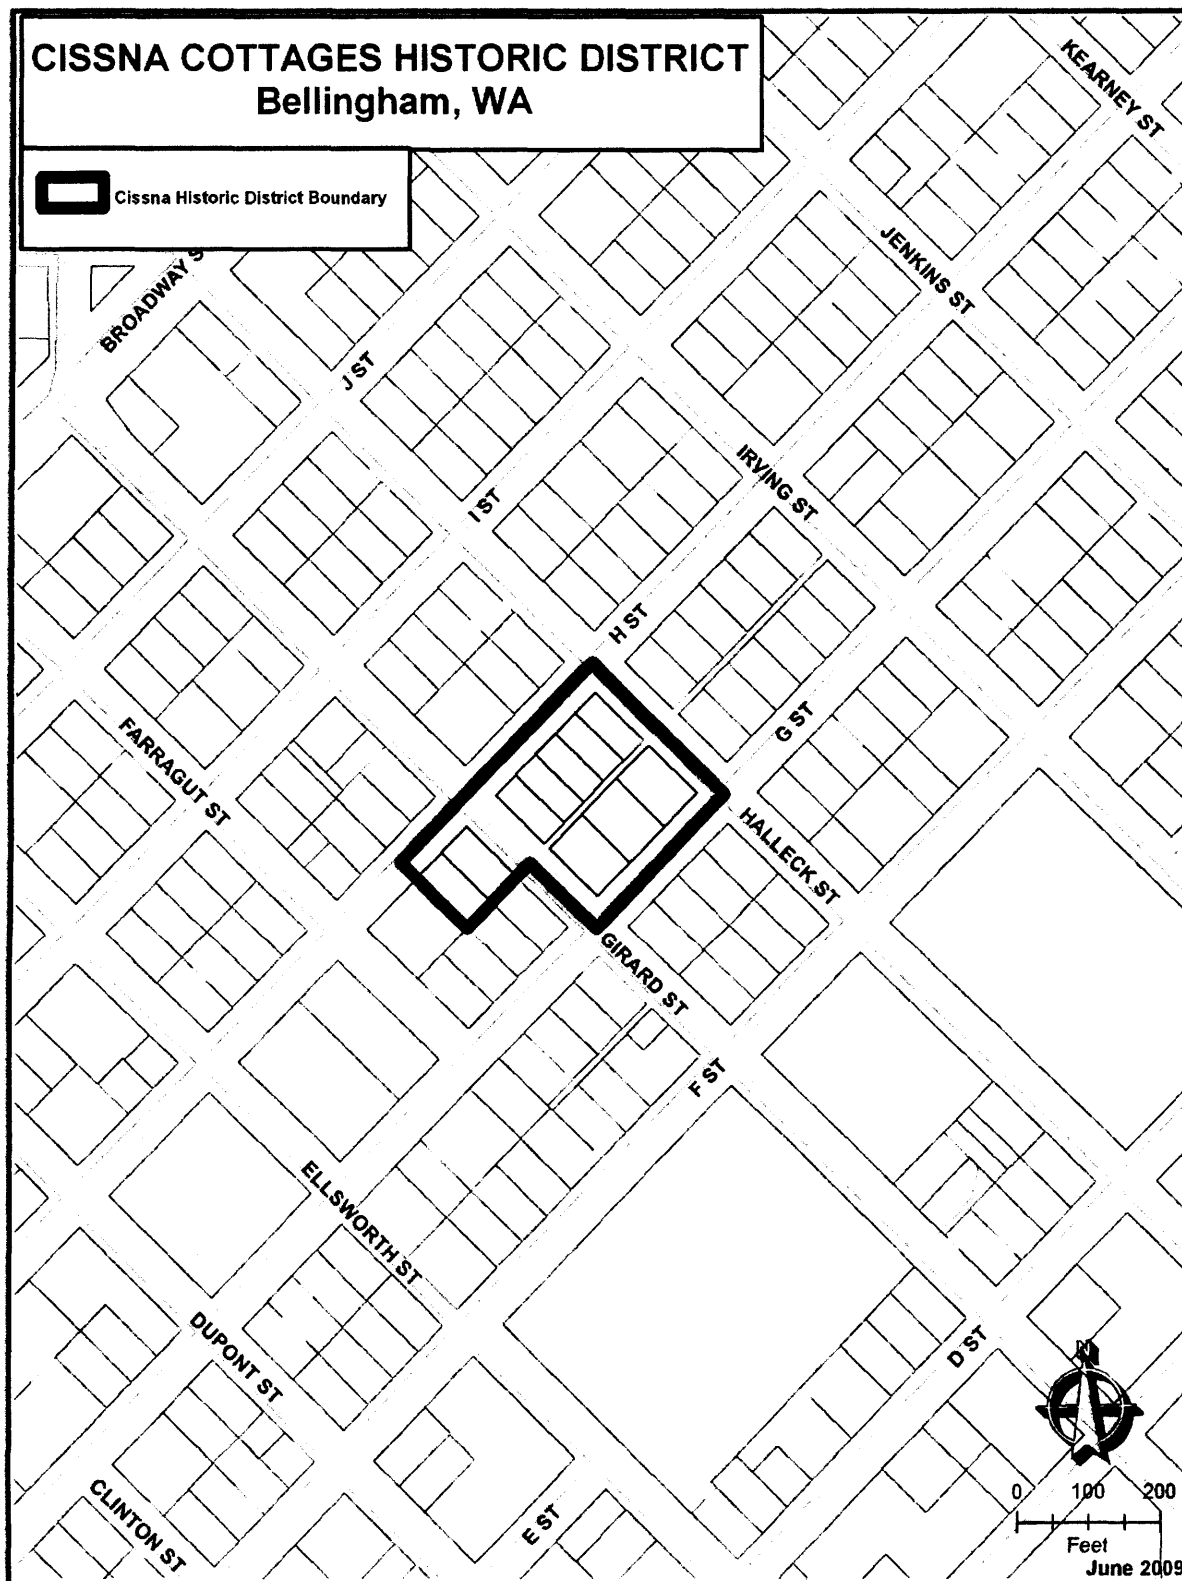 CISSNA COTTAGES HISTORIC DISTRICT
Bellingham, WA
Cissna Historic District Boundary
KEARNEY ST
JENKINS ST
BROADWAY S
J ST
IRVING ST
I ST
H ST
G ST
FARRAGUT ST
HALLECK ST
GIRARD ST
F ST
ELLSWORTH ST
DUPONT ST
D ST
N
CLINTON ST
E ST
0 100 200
Feet
June 2009